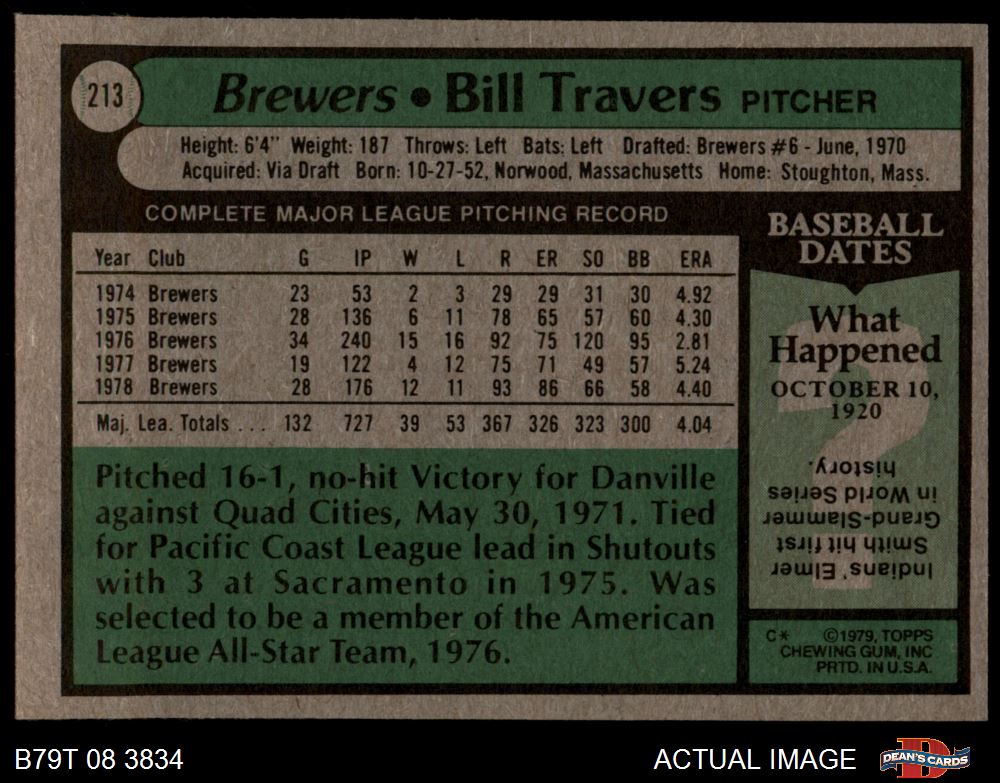 213
Brewers • Bill Travers PITCHER
Height: 6'4" Weight: 187 Throws: Left Bats: Left Drafted: Brewers #6 - June, 1970
Acquired: Via Draft Born: 10-27-52, Norwood, Massachusetts Home: Stoughton, Mass.
COMPLETE MAJOR LEAGUE PITCHING RECORD
Year Club G IP W L R ER SO BB ERA
1974 Brewers 23 53 2 3 29 29 31 30 4.92
1975 Brewers 28 136 6 11 78 65 57 60 4.30
1976 Brewers 34 240 15 16 92 75 120 95 2.81
1977 Brewers 19 122 4 12 75 71 49 57 5.24
1978 Brewers 28 176 12 11 93 86 66 58 4.40
Maj. Lea. Totals ... 132 727 39 53 367 326 323 300 4.04
Pitched 16-1, no-hit Victory for Danville
against Quad Cities, May 30, 1971. Tied
for Pacific Coast League lead in Shutouts
with 3 at Sacramento in 1975. Was
selected to be a member of the American
League All-Star Team, 1976.
BASEBALL
DATES
What
Happened
OCTOBER 10,
1920
?
Indians' Elmer
Smith hit first
Grand-Slammer
in World Series
history.
C* ©1979, TOPPS
CHEWING GUM, INC
PRTD. IN U.S.A.
B79T 08 3834
ACTUAL IMAGE
DEAN'S CARDS